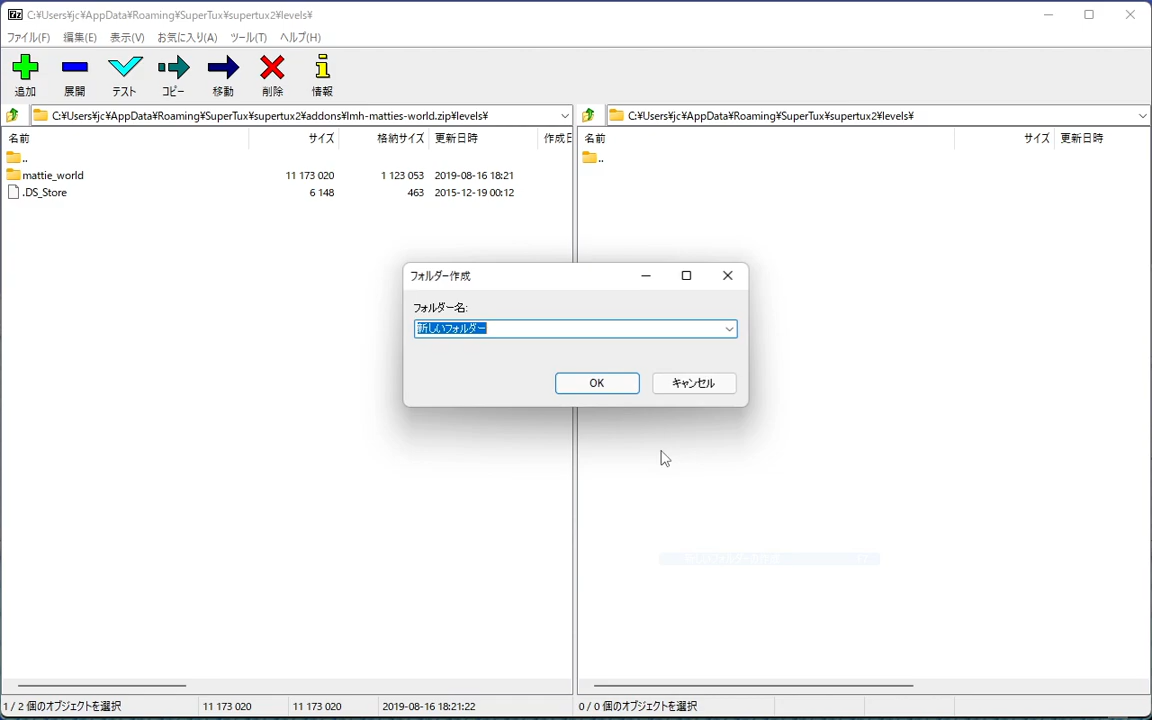 C:¥Users¥jc¥AppData¥Roaming¥SuperTux¥supertux2¥levels¥
ファイル(F) 編集(E) 表示(V) お気に入り(A) ツール(T) ヘルプ(H)
追加 展開 テスト コピー 移動 削除 情報
C:¥Users¥jc¥AppData¥Roaming¥SuperTux¥supertux2¥addons¥lmh-matties-world.zip¥levels¥
名前 サイズ 格納サイズ 更新日時 作成日
..
mattie_world 11 173 020 1 123 053 2019-08-16 18:21
.DS_Store 6 148 463 2015-12-19 00:12
1 / 2 個のオブジェクトを選択 11 173 020 11 173 020 2019-08-16 18:21:22
C:¥Users¥jc¥AppData¥Roaming¥SuperTux¥supertux2¥levels¥
名前 サイズ 更新日時
..
0 / 0 個のオブジェクトを選択
フォルダー作成
フォルダー名:
新しいフォルダー
OK キャンセル